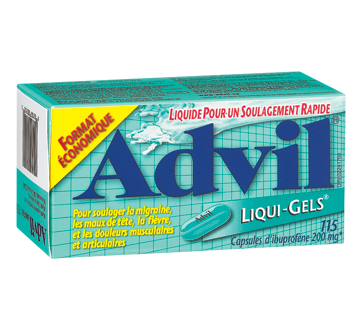 LIQUIDE POUR UN SOULAGEMENT RAPIDE
FORMAT
ÉCONOMIQUE
Advil
LIQUI-GELS®
Pour soulager la migraine,
les maux de tête, la fièvre,
et les douleurs musculaires
et articulaires
115
Capsules d'ibuprofène 200 mg
Advil